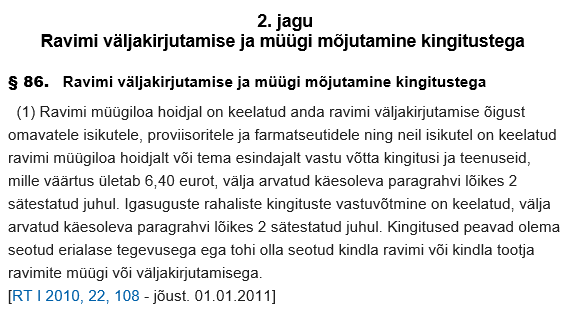 2. jagu
Ravimi väljakirjutamise ja müügi mõjutamine kingitustega
§ 86. Ravimi väljakirjutamise ja müügi mõjutamine kingitustega
(1) Ravimi müügiloa hoidjal on keelatud anda ravimi väljakirjutamise õigust
omavatele isikutele, proviisoritele ja farmatseutidele ning neil isikutel on keelatud
ravimi müügiloa hoidjalt või tema esindajalt vastu võtta kingitusi ja teenuseid,
mille väärtus ületab 6,40 eurot, välja arvatud käesoleva paragrahvi lõikes 2
sätestatud juhul. Igasuguste rahaliste kingituste vastuvõtmine on keelatud, välja
arvatud käesoleva paragrahvi lõikes 2 sätestatud juhul. Kingitused peavad olema
seotud erialase tegevusega ega tohi olla seotud kindla ravimi või kindla tootja
ravimite müügi või väljakirjutamisega.
[RT I 2010, 22, 108 - jõust. 01.01.2011]